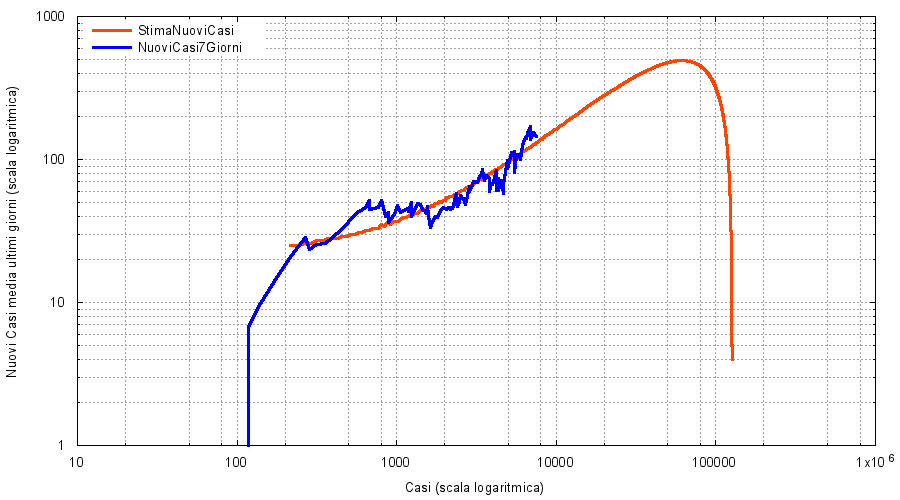 1000
StimaNuoviCasi
NuoviCasi7Giorni
100
10
1
Nuovi Casi media ultimi giorni (scala logaritmica)
10 100 1000 10000 100000 1x10 6
Casi (scala logaritmica)